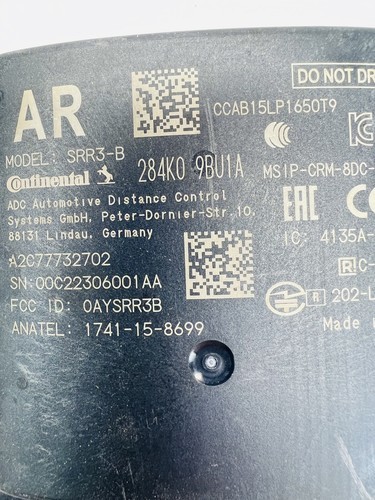 DO NOT DR
AR
CCAB15LP1650T9
MODEL: SRR3-B
Continental
284K0 9BU1A
MSIP-CRM-8DC-
ADC Automotive Distance Control
Systems GmbH, Peter-Dornier-Str.10,
88131 Lindau, Germany
EAC
CE
IC: 4135A-
A2C77732702
SN:00C22306001AA
R C-
FCC ID: 0AYSRR3B
R 202-L
ANATEL: 1741-15-8699
Made